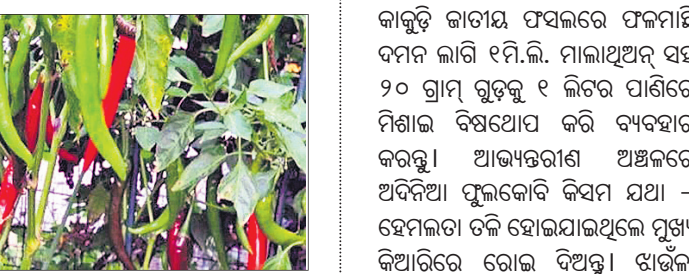 କାକୁଡ଼ି ଜାତୀୟ ଫସଲରେ ଫଳମାଛି
ଦମନ ଲାଗି ୧ମି.ଲି. ମାଲାଥିଅନ୍ ସହ
୨୦ ଗ୍ରାମ୍ ଗୁଡ଼କୁ ୧ ଲିଟର ପାଣିରେ
ମିଶାଇ ବିଷଥୋପ କରି ବ୍ୟବହାର
କରନ୍ତୁ। ଆଭ୍ୟନ୍ତରୀଣ ଅଞ୍ଚଳରେ
ଅଦିନିଆ ଫୁଲକୋବି କିସମ ଯଥା -
ହେମଲତା ତଳି ହୋଇଯାଇଥିଲେ ମୁଖ୍ୟ
କିଆରିରେ ରୋଇ ଦିଅନ୍ତୁ।